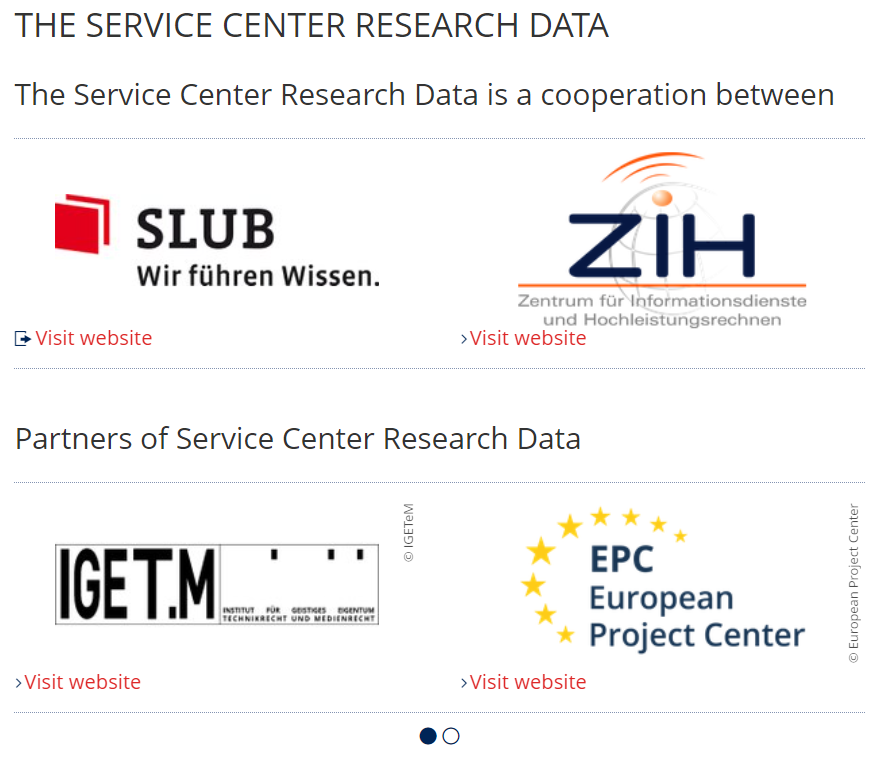 THE SERVICE CENTER RESEARCH DATA
The Service Center Research Data is a cooperation between
SLUB
Wir führen Wissen.
Visit website
ZIH
Zentrum für Informationsdienste
und Hochleistungsrechnen
Visit website
Partners of Service Center Research Data
IGET.M
INSTITUT FÜR GEISTIGES EIGENTUM
TECHNIKRECHT UND MEDIENRECHT
© IGETeM
Visit website
EPC
European
Project Center
© European Project Center
Visit website